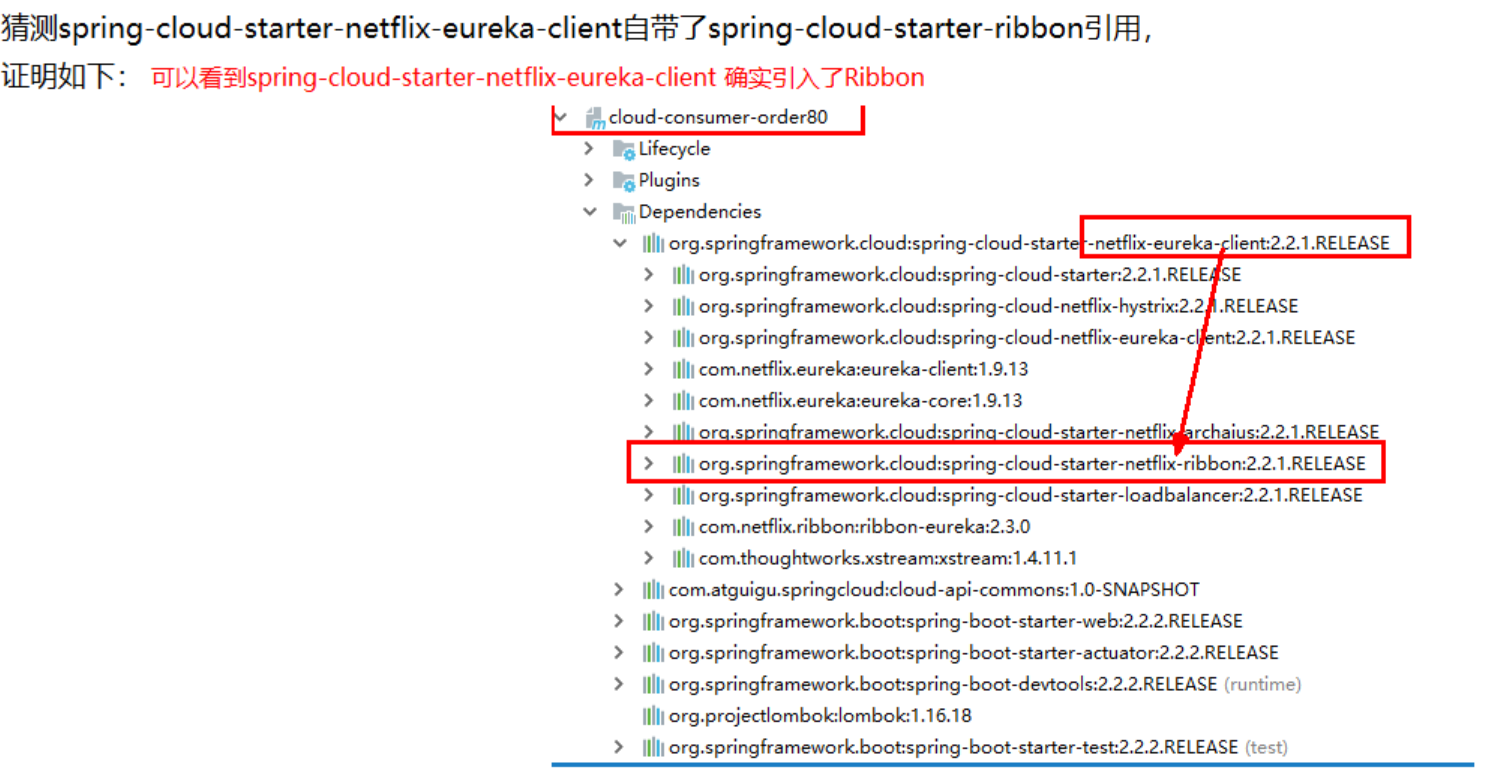 猜测spring-cloud-starter-netflix-eureka-client自带了spring-cloud-starter-ribbon引用，
证明如下： 可以看到spring-cloud-starter-netflix-eureka-client 确实引入了Ribbon
cloud-consumer-order80
Lifecycle
Plugins
Dependencies
org.springframework.cloud:spring-cloud-starter-netflix-eureka-client:2.2.1.RELEASE
org.springframework.cloud:spring-cloud-starter:2.2.1.RELEASE
org.springframework.cloud:spring-cloud-netflix-hystrix:2.2.1.RELEASE
org.springframework.cloud:spring-cloud-netflix-eureka-client:2.2.1.RELEASE
com.netflix.eureka:eureka-client:1.9.13
com.netflix.eureka:eureka-core:1.9.13
org.springframework.cloud:spring-cloud-starter-netflix-archaius:2.2.1.RELEASE
org.springframework.cloud:spring-cloud-starter-netflix-ribbon:2.2.1.RELEASE
org.springframework.cloud:spring-cloud-starter-loadbalancer:2.2.1.RELEASE
com.netflix.ribbon:ribbon-eureka:2.3.0
com.thoughtworks.xstream:xstream:1.4.11.1
com.atguigu.springcloud:cloud-api-commons:1.0-SNAPSHOT
org.springframework.boot:spring-boot-starter-web:2.2.2.RELEASE
org.springframework.boot:spring-boot-starter-actuator:2.2.2.RELEASE
org.springframework.boot:spring-boot-devtools:2.2.2.RELEASE (runtime)
org.projectlombok:lombok:1.16.18
org.springframework.boot:spring-boot-starter-test:2.2.2.RELEASE (test)